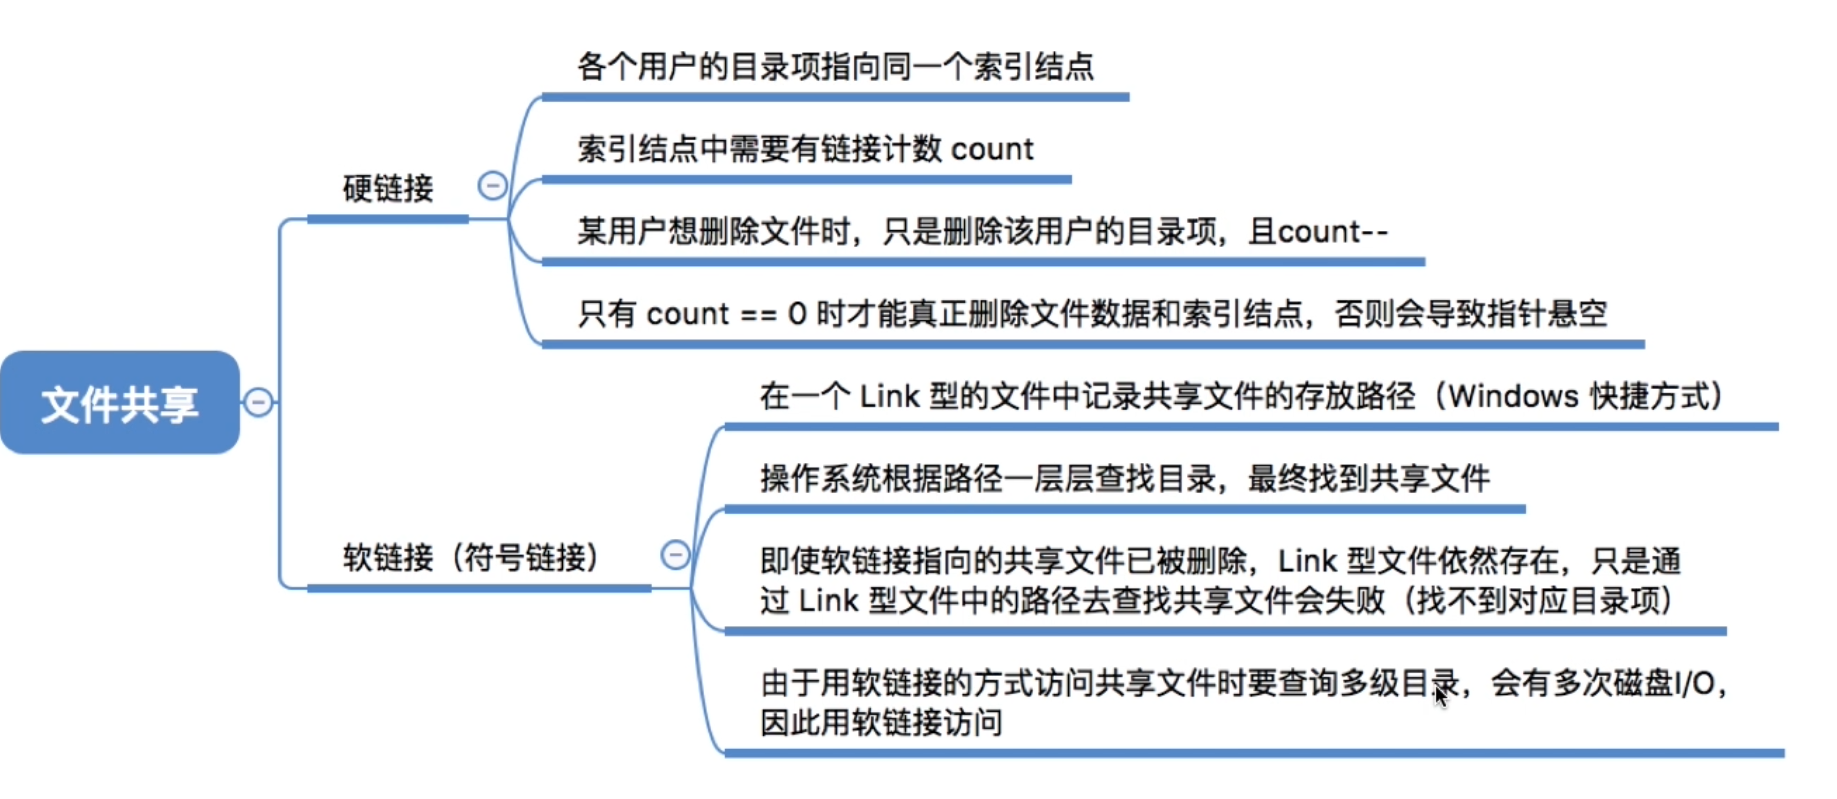 文件共享
硬链接
各个用户的目录项指向同一个索引结点
索引结点中需要有链接计数 count
某用户想删除文件时，只是删除该用户的目录项，且count--
只有 count == 0 时才能真正删除文件数据和索引结点，否则会导致指针悬空
软链接（符号链接）
在一个 Link 型的文件中记录共享文件的存放路径（Windows 快捷方式）
操作系统根据路径一层层查找目录，最终找到共享文件
即使软链接指向的共享文件已被删除，Link 型文件依然存在，只是通
过 Link 型文件中的路径去查找共享文件会失败（找不到对应目录项）
由于用软链接的方式访问共享文件时要查询多级目录，会有多次磁盘I/O，
因此用软链接访问